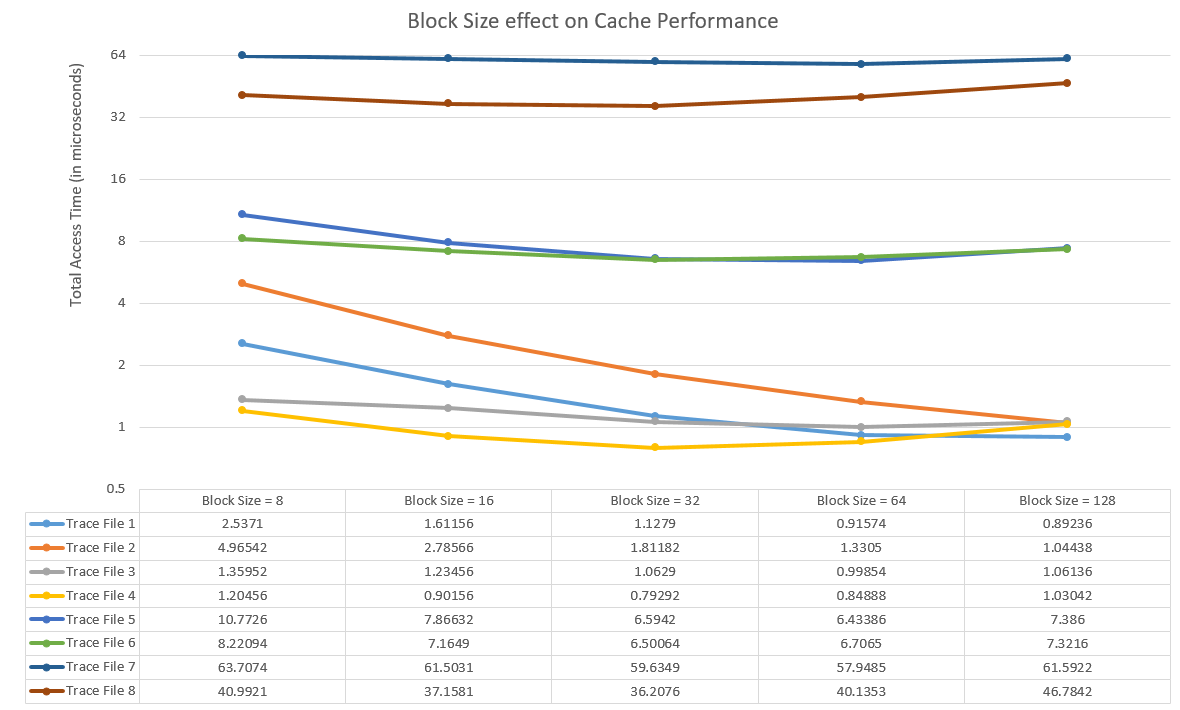 Block Size effect on Cache Performance
Total Access Time (in microseconds)
64
32
16
8
4
2
1
0.5
Block Size = 8 Block Size = 16 Block Size = 32 Block Size = 64 Block Size = 128
Trace File 1 2.5371 1.61156 1.1279 0.91574 0.89236
Trace File 2 4.96542 2.78566 1.81182 1.3305 1.04438
Trace File 3 1.35952 1.23456 1.0629 0.99854 1.06136
Trace File 4 1.20456 0.90156 0.79292 0.84888 1.03042
Trace File 5 10.7726 7.86632 6.5942 6.43386 7.386
Trace File 6 8.22094 7.1649 6.50064 6.7065 7.3216
Trace File 7 63.7074 61.5031 59.6349 57.9485 61.5922
Trace File 8 40.9921 37.1581 36.2076 40.1353 46.7842